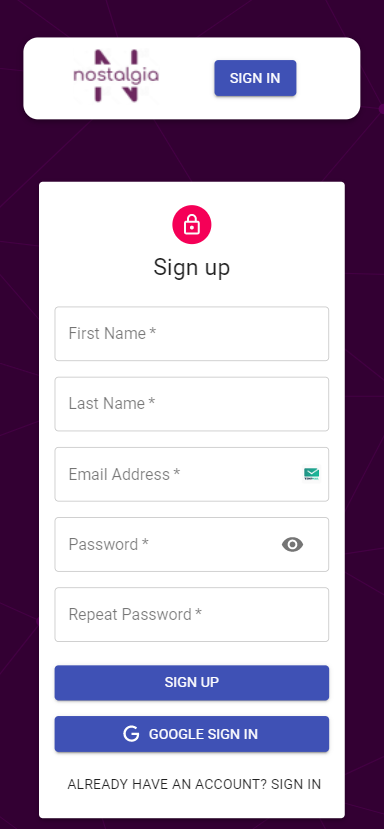 nostalgia
N
SIGN IN
Sign up
First Name *
Last Name *
Email Address *
Password *
Repeat Password *
SIGN UP
G GOOGLE SIGN IN
ALREADY HAVE AN ACCOUNT? SIGN IN